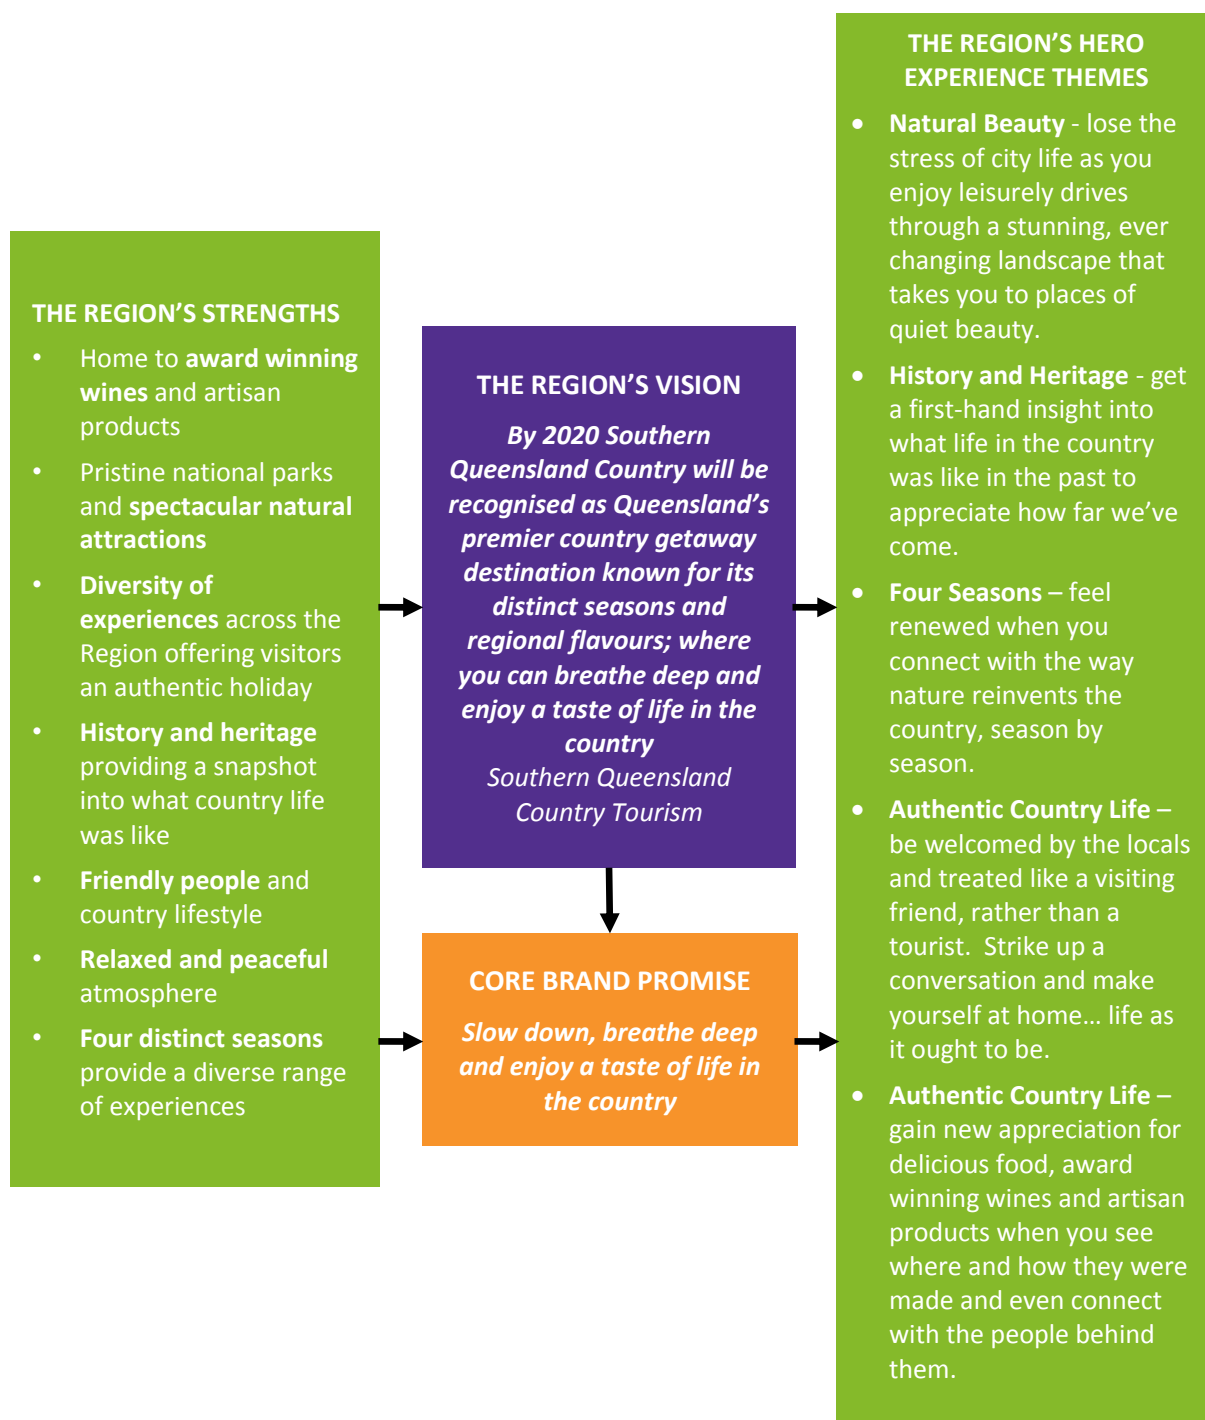 THE REGION'S STRENGTHS
• Home to award winning
wines and artisan
products
• Pristine national parks
and spectacular natural
attractions
• Diversity of
experiences across the
Region offering visitors
an authentic holiday
• History and heritage
providing a snapshot
into what country life
was like
• Friendly people and
country lifestyle
• Relaxed and peaceful
atmosphere
• Four distinct seasons
provide a diverse range
of experiences
THE REGION'S VISION
By 2020 Southern
Queensland Country will be
recognised as Queensland's
premier country getaway
destination known for its
distinct seasons and
regional flavours; where
you can breathe deep and
enjoy a taste of life in the
country
Southern Queensland
Country Tourism
CORE BRAND PROMISE
Slow down, breathe deep
and enjoy a taste of life in
the country
THE REGION'S HERO
EXPERIENCE THEMES
• Natural Beauty - lose the
stress of city life as you
enjoy leisurely drives
through a stunning, ever
changing landscape that
takes you to places of
quiet beauty.
• History and Heritage - get
a first-hand insight into
what life in the country
was like in the past to
appreciate how far we've
come.
• Four Seasons – feel
renewed when you
connect with the way
nature reinvents the
country, season by
season.
• Authentic Country Life –
be welcomed by the locals
and treated like a visiting
friend, rather than a
tourist.  Strike up a
conversation and make
yourself at home… life as
it ought to be.
• Authentic Country Life –
gain new appreciation for
delicious food, award
winning wines and artisan
products when you see
where and how they were
made and even connect
with the people behind
them.